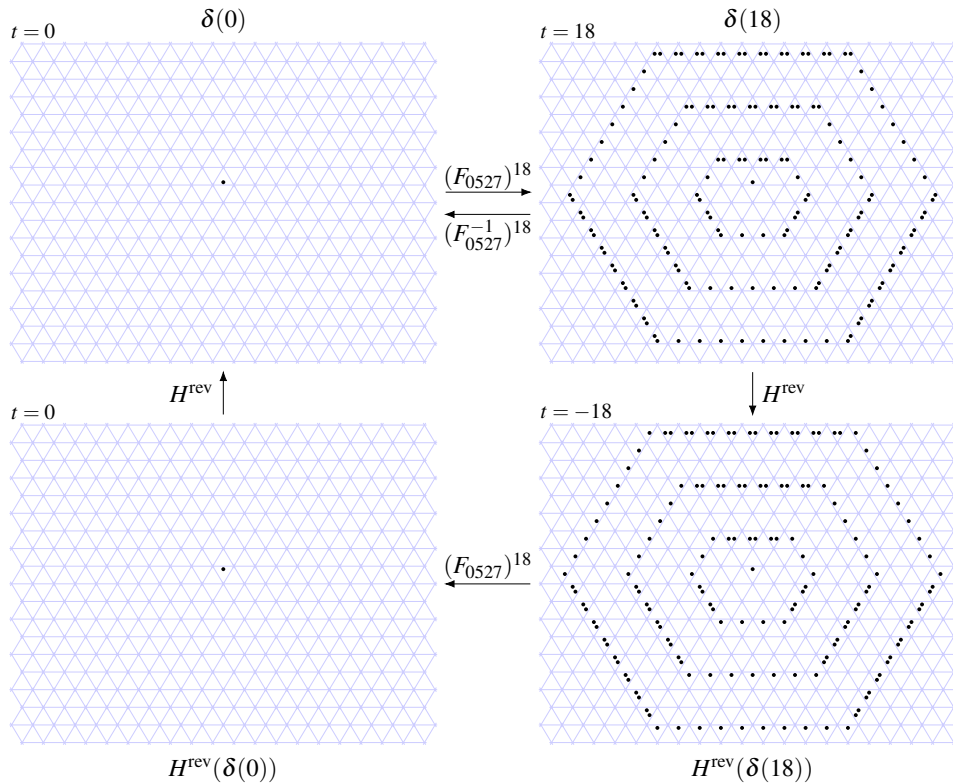 δ(0)
t = 0
δ(18)
t = 18
(F₀₅₂₇)¹⁸
(F₀₅₂₇⁻¹)¹⁸
Hʳᵉᵛ
Hʳᵉᵛ
t = 0
t = −18
(F₀₅₂₇)¹⁸
Hʳᵉᵛ(δ(0))
Hʳᵉᵛ(δ(18))